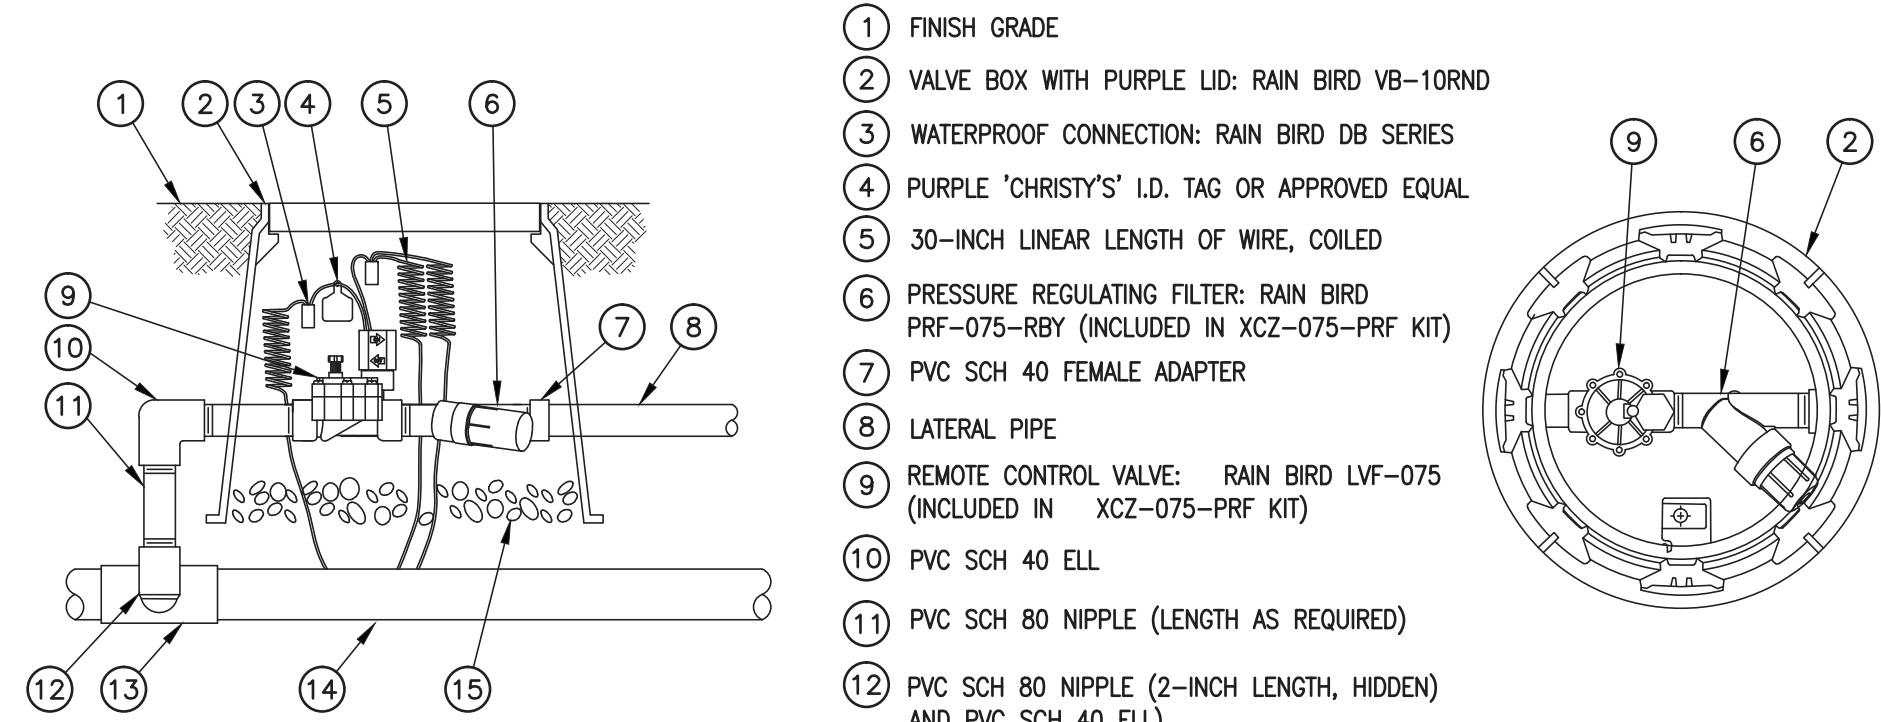 1 2 3 4 5 6
9
10
11
7 8
12 13 14 15
1 FINISH GRADE
2 VALVE BOX WITH PURPLE LID: RAIN BIRD VB-10RND
3 WATERPROOF CONNECTION: RAIN BIRD DB SERIES
4 PURPLE 'CHRISTY'S' I.D. TAG OR APPROVED EQUAL
5 30-INCH LINEAR LENGTH OF WIRE, COILED
6 PRESSURE REGULATING FILTER: RAIN BIRD
PRF-075-RBY (INCLUDED IN XCZ-075-PRF KIT)
7 PVC SCH 40 FEMALE ADAPTER
8 LATERAL PIPE
9 REMOTE CONTROL VALVE: RAIN BIRD LVF-075
(INCLUDED IN XCZ-075-PRF KIT)
10 PVC SCH 40 ELL
11 PVC SCH 80 NIPPLE (LENGTH AS REQUIRED)
12 PVC SCH 80 NIPPLE (2-INCH LENGTH, HIDDEN)
AND PVC SCH 40 ELL)
9 6 2